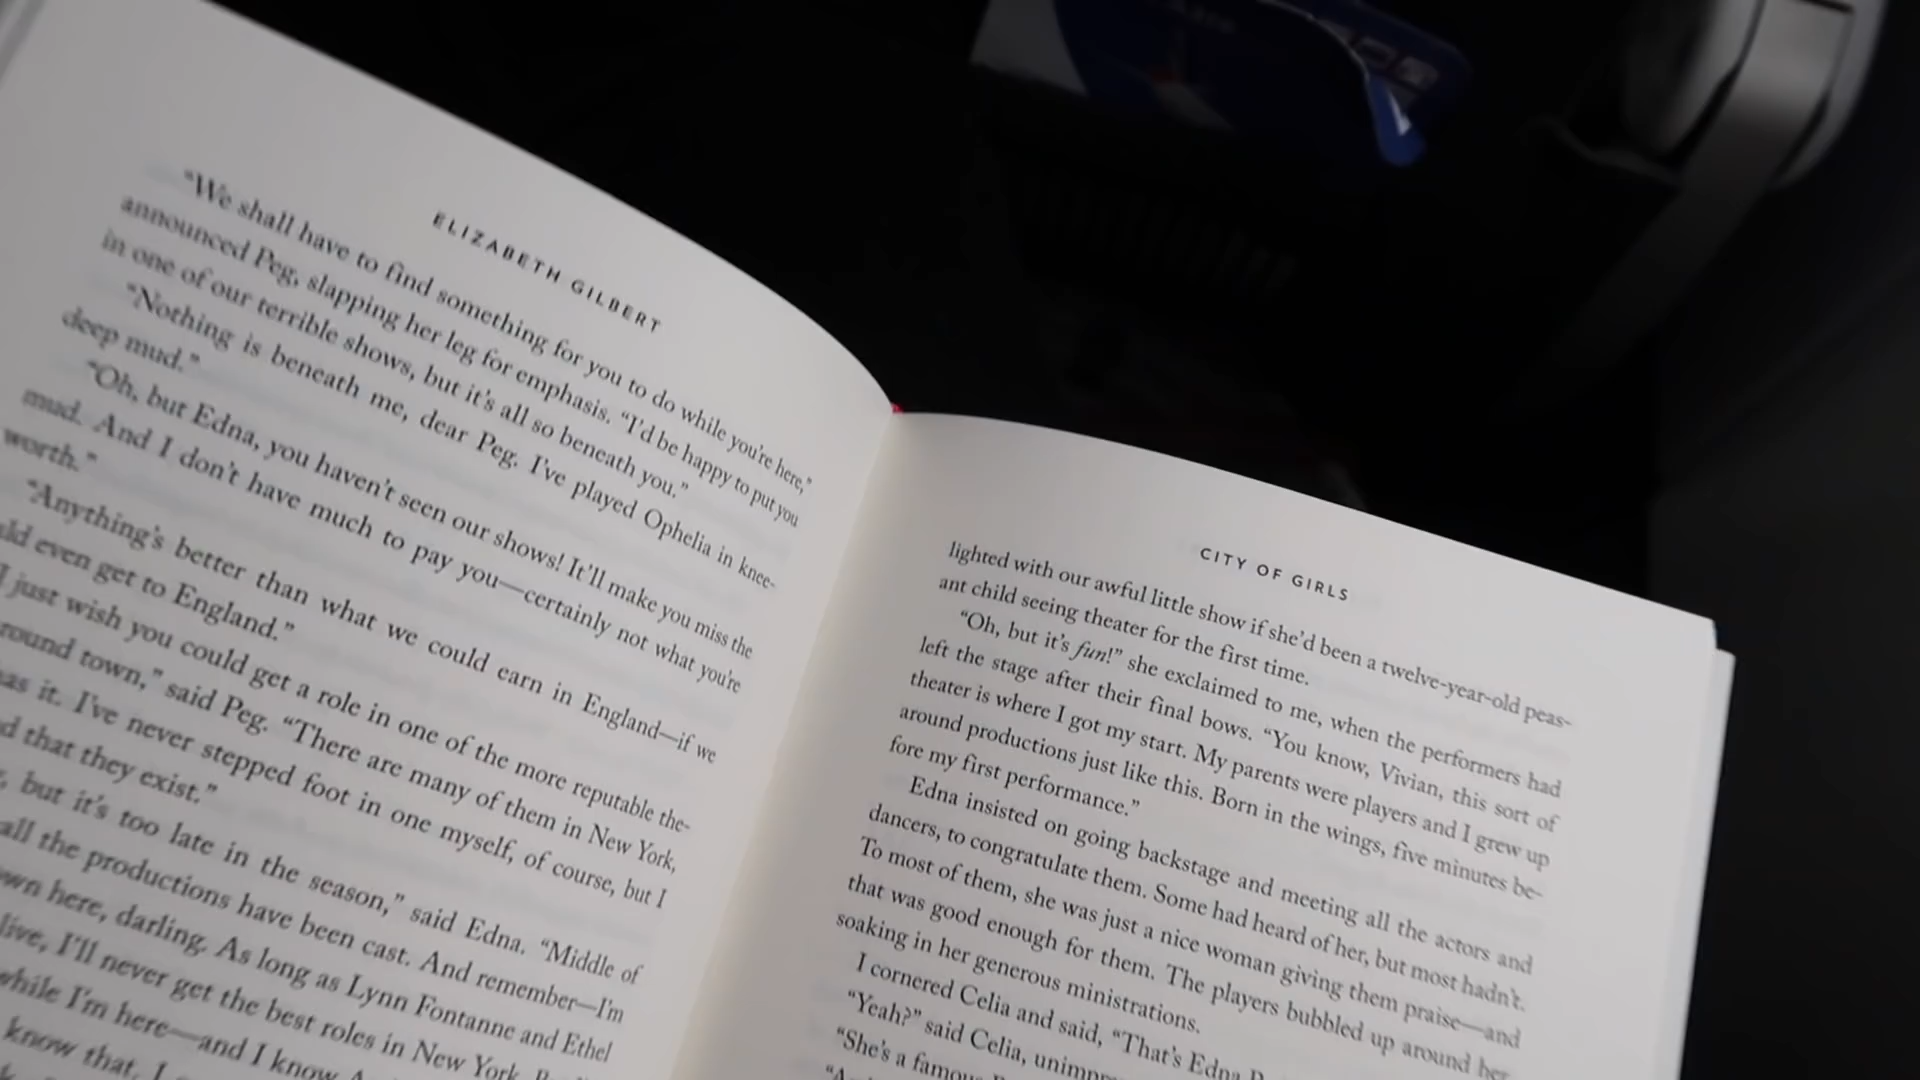 ELIZABETH GILBERT
“We shall have to find something for you to do while you’re here,”
announced Peg, slapping her leg for emphasis. “I’d be happy to put you
in one of our terrible shows, but it’s all so beneath you.”
“Nothing is beneath me, dear Peg. I’ve played Ophelia in knee-
deep mud.”
“Oh, but Edna, you haven’t seen our shows! It’ll make you miss the
mud. And I don’t have much to pay you—certainly not what you’re
worth.”
“Anything’s better than what we could earn in England—if we
even get to England.”
I just wish you could get a role in one of the more reputable the-
town,” said Peg. “There are many of them in New York,
it. I’ve never stepped foot in one myself, of course, but I
that they exist.”
but it’s too late in the season,” said Edna. “Middle of
all the productions have been cast. And remember—I’m
here, darling. As long as Lynn Fontanne and Ethel
live, I’ll never get the best roles in New York.
while I’m here—and I know
know that, I
CITY OF GIRLS
lighted with our awful little show if she’d been a twelve-year-old peas-
ant child seeing theater for the first time.
“Oh, but it’s fun!” she exclaimed to me, when the performers had
left the stage after their final bows. “You know, Vivian, this sort of
theater is where I got my start. My parents were players and I grew up
around productions just like this. Born in the wings, five minutes be-
fore my first performance.”
Edna insisted on going backstage and meeting all the actors and
dancers, to congratulate them. Some had heard of her, but most hadn’t.
To most of them, she was just a nice woman giving them praise—and
that was good enough for them. The players bubbled up around her,
soaking in her generous ministrations.
I cornered Celia and said, “That’s Edna
“Yeah?” said Celia,
“She’s a famous